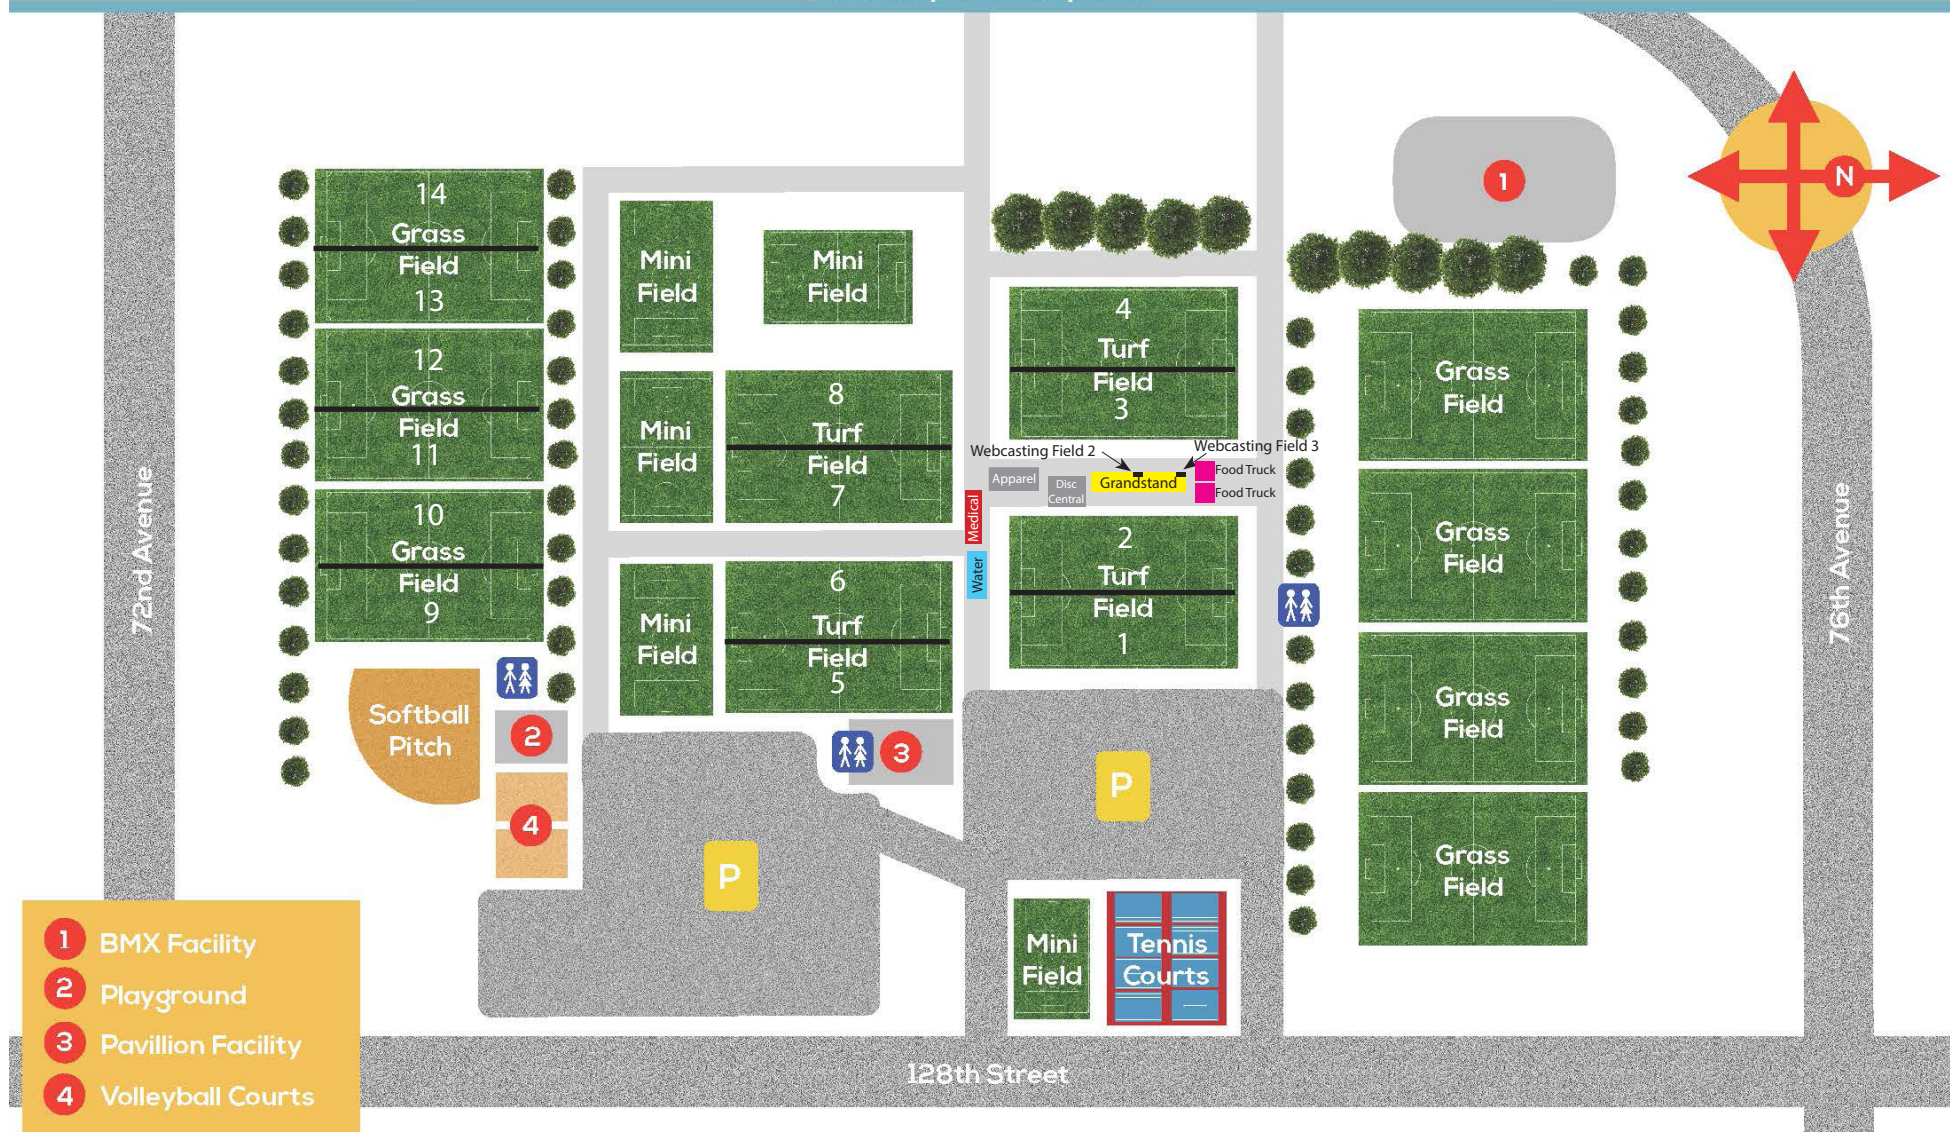 N
1
14
Grass
Field
13
12
Grass
Field
11
10
Grass
Field
9
Mini
Field
Mini
Field
Mini
Field
8
Turf
Field
7
Mini
Field
6
Turf
Field
5
4
Turf
Field
3
Webcasting Field 2
Webcasting Field 3
Apparel
Disc
Central
Grandstand
Food Truck
Food Truck
Medical
Water
2
Turf
Field
1
Grass
Field
Grass
Field
Grass
Field
Grass
Field
72nd Avenue
76th Avenue
Softball
Pitch
2
3
4
P
P
Mini
Field
Tennis
Courts
1 BMX Facility
2 Playground
3 Pavillion Facility
4 Volleyball Courts
128th Street